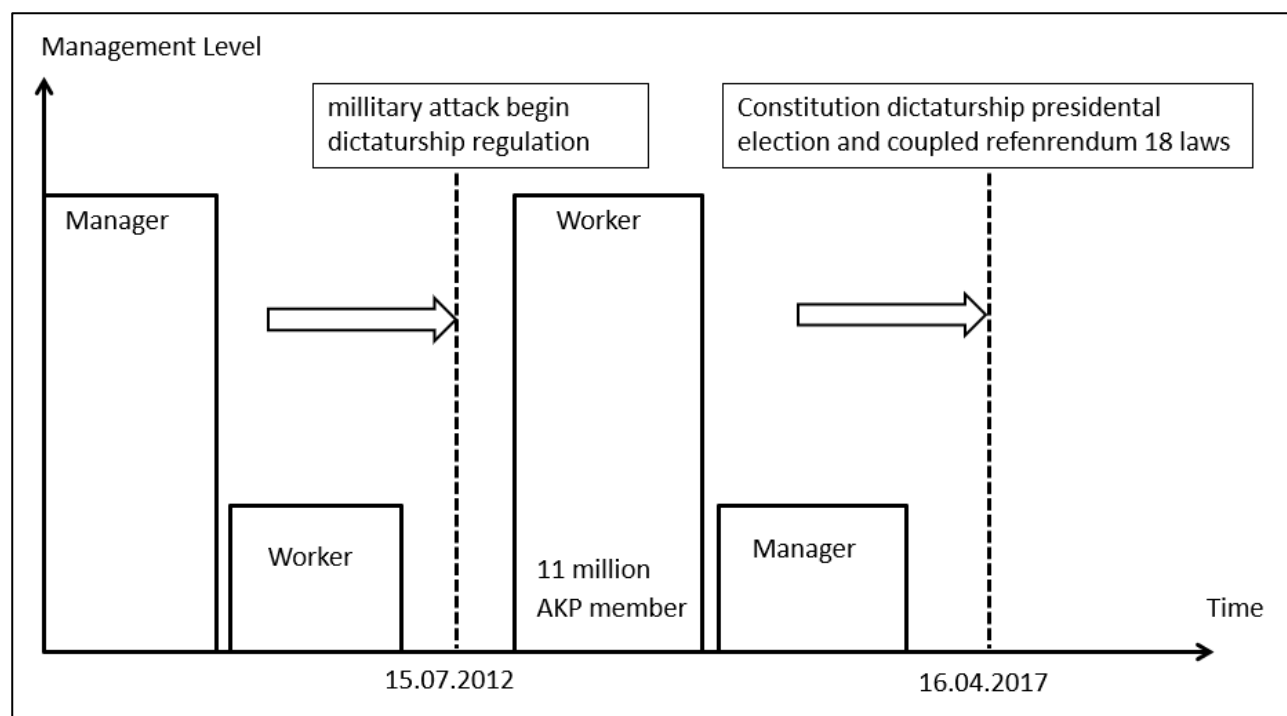 Management Level
millitary attack begin
dictaturship regulation
Constitution dictaturship presidental
election and coupled refenrendum 18 laws
Manager
Worker
Worker
11 million
AKP member
Manager
Time
15.07.2012
16.04.2017